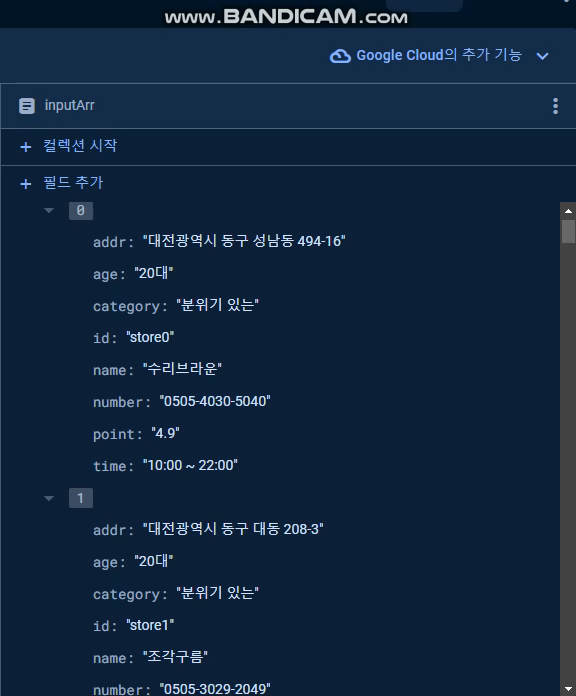 www.BANDICAM.com
Google Cloud의 추가 기능
inputArr
+ 컬렉션 시작
+ 필드 추가
0
addr: "대전광역시 동구 성남동 494-16"
age: "20대"
category: "분위기 있는"
id: "store0"
name: "수리브라운"
number: "0505-4030-5040"
point: "4.9"
time: "10:00 ~ 22:00"
1
addr: "대전광역시 동구 대동 208-3"
age: "20대"
category: "분위기 있는"
id: "store1"
name: "조각구름"
number: "0505-3029-2049"